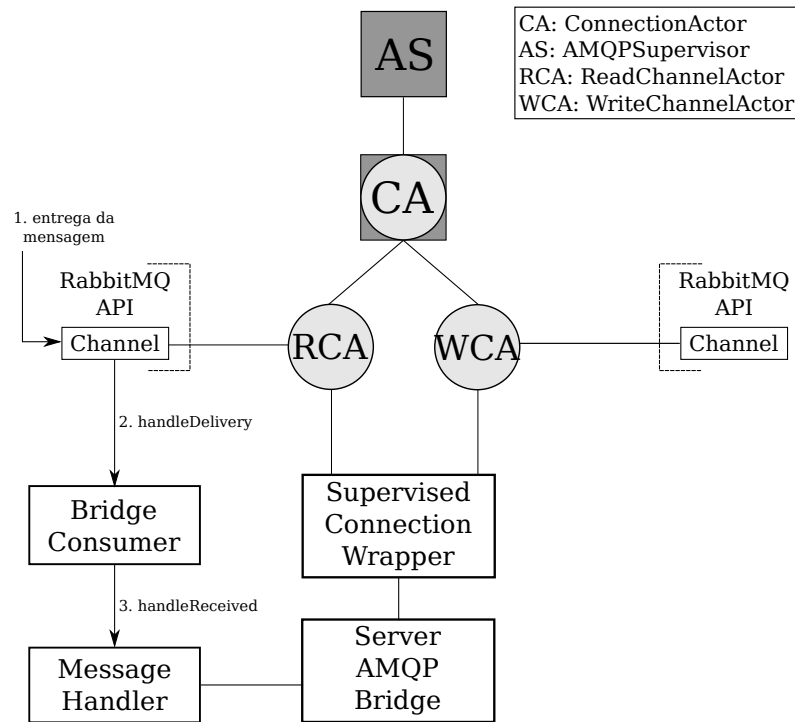 AS
CA: ConnectionActor
AS: AMQPSupervisor
RCA: ReadChannelActor
WCA: WriteChannelActor
CA
1. entrega da
mensagem
RabbitMQ
API
Channel
RCA
WCA
RabbitMQ
API
Channel
2. handleDelivery
Bridge
Consumer
Supervised
Connection
Wrapper
3. handleReceived
Message
Handler
Server
AMQP
Bridge